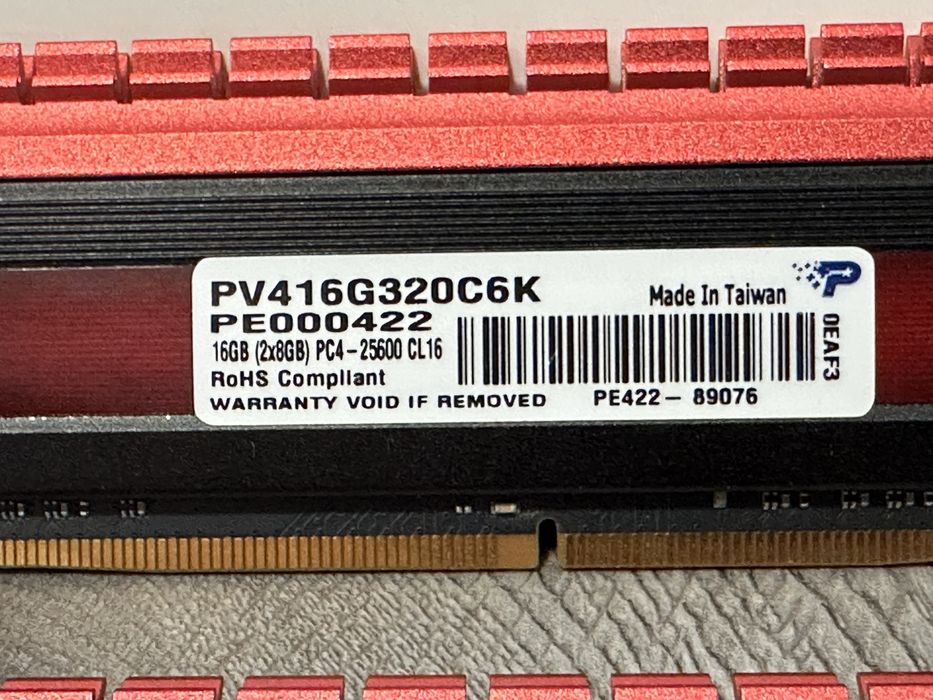 PV416G320C6K
Made In Taiwan
PE000422
16GB (2x8GB) PC4-25600 CL16
RoHS Compliant
WARRANTY VOID IF REMOVED
PE422- 89076
0EAF3
P